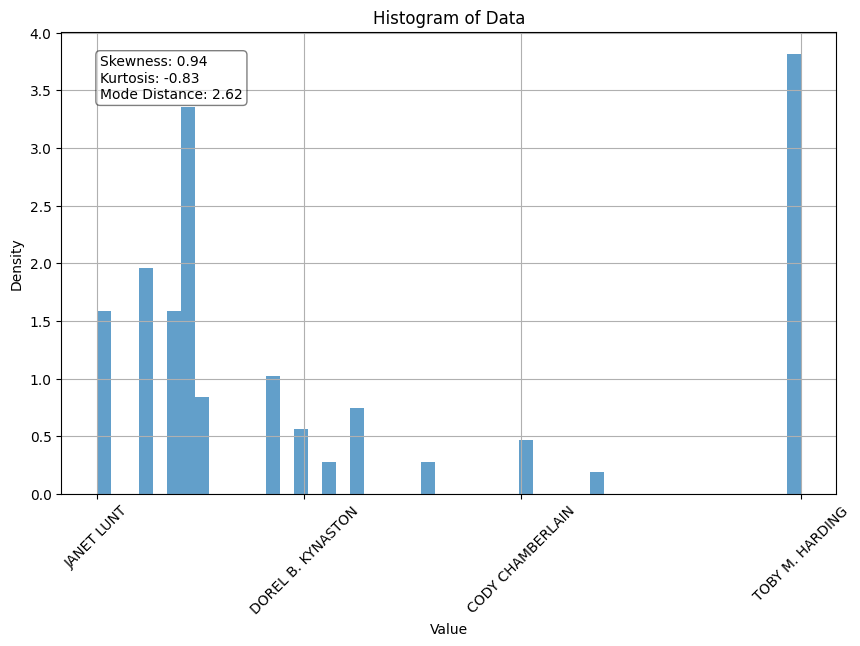 Histogram of Data
4.0
3.5
3.0
2.5
2.0
1.5
1.0
0.5
0.0
Density
Skewness: 0.94
Kurtosis: -0.83
Mode Distance: 2.62
JANET LUNT
DOREL B. KYNASTON
CODY CHAMBERLAIN
TOBY M. HARDING
Value